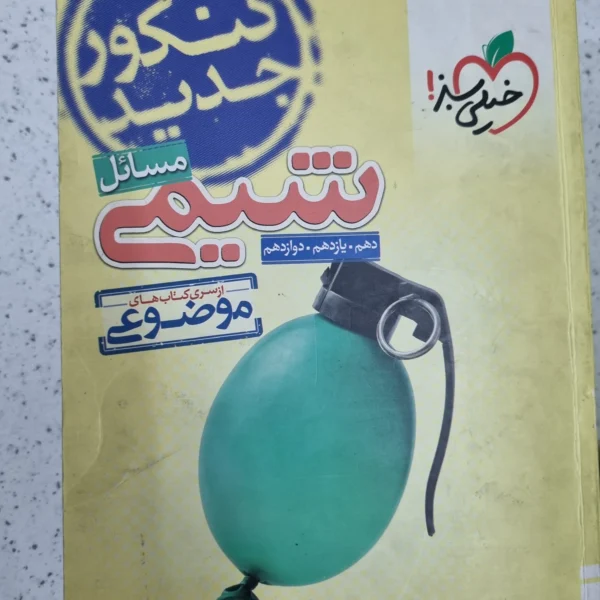 کنکور
جدید
خیلی سبز!
مسائل
شیمی
دهم • یازدهم • دوازدهم
از سری کتاب‌های
موضوعی